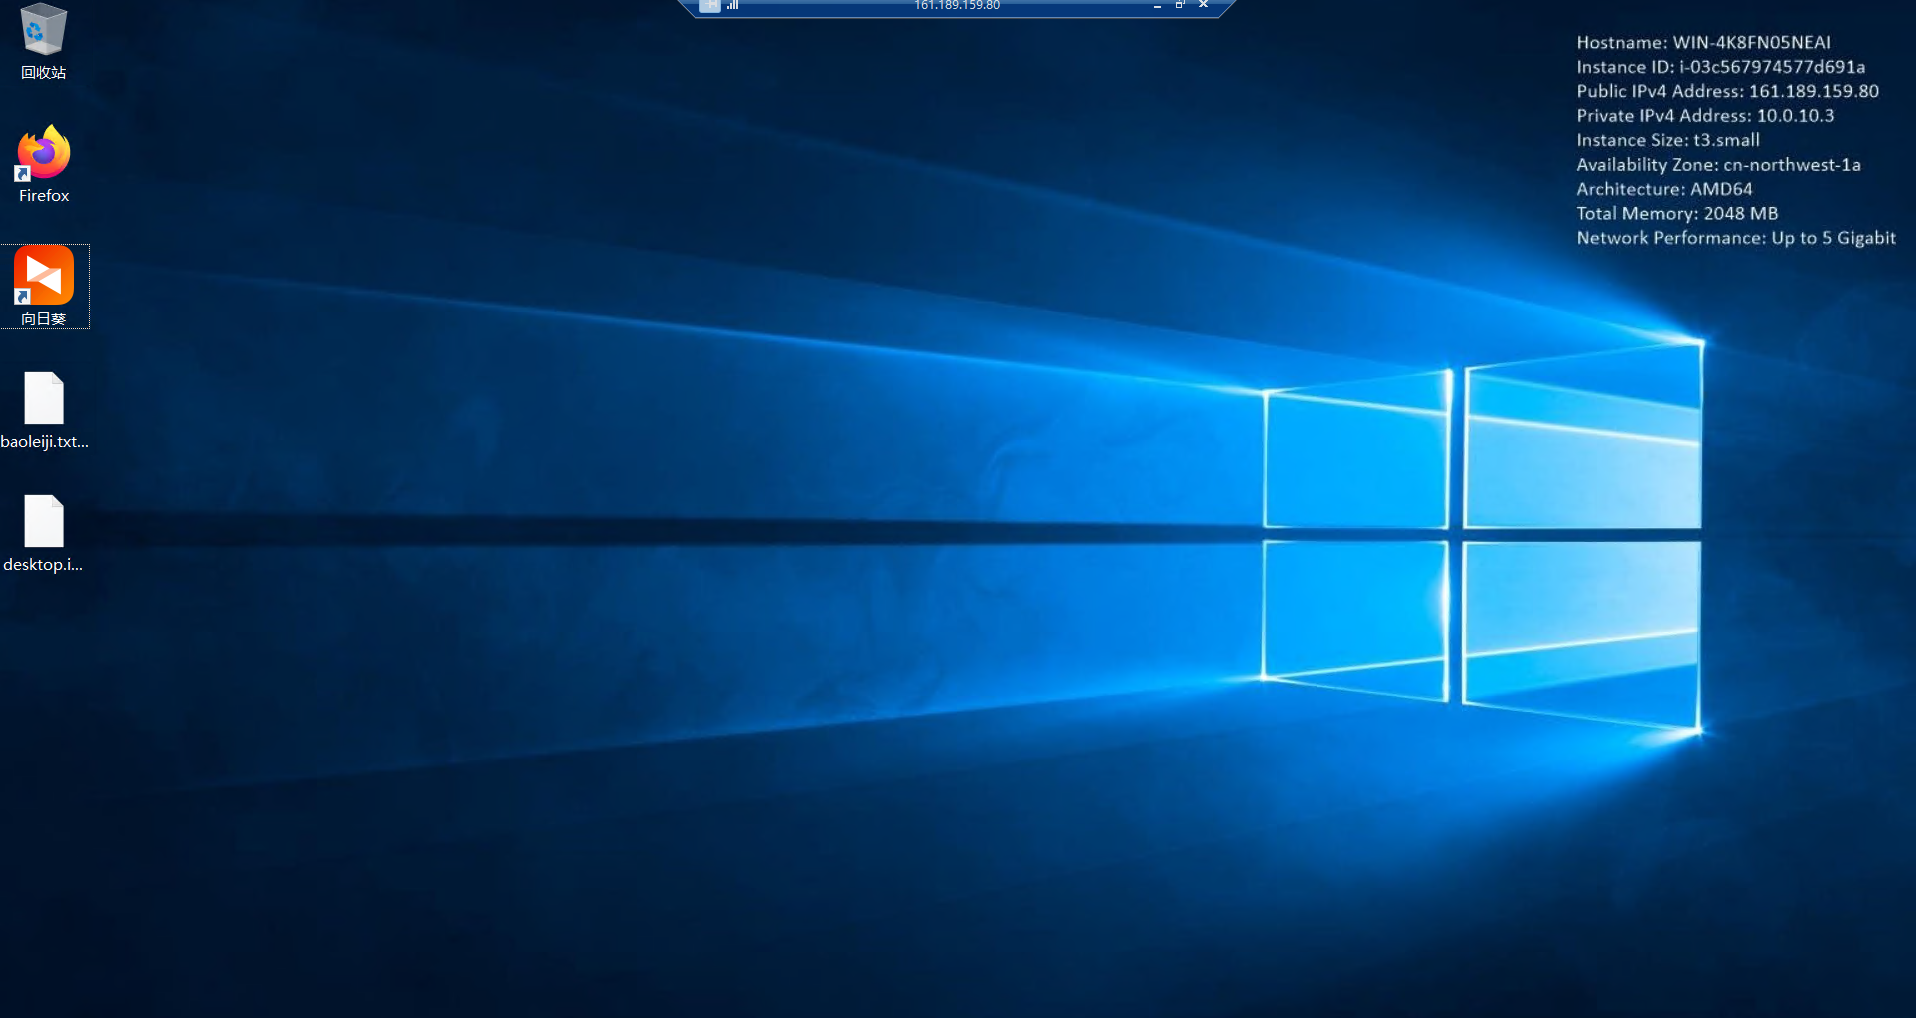 161.189.159.80
Hostname: WIN-4K8FN05NEAI
Instance ID: i-03c567974577d691a
Public IPv4 Address: 161.189.159.80
Private IPv4 Address: 10.0.10.3
Instance Size: t3.small
Availability Zone: cn-northwest-1a
Architecture: AMD64
Total Memory: 2048 MB
Network Performance: Up to 5 Gigabit
回收站
Firefox
向日葵
baoleiji.txt...
desktop.i...